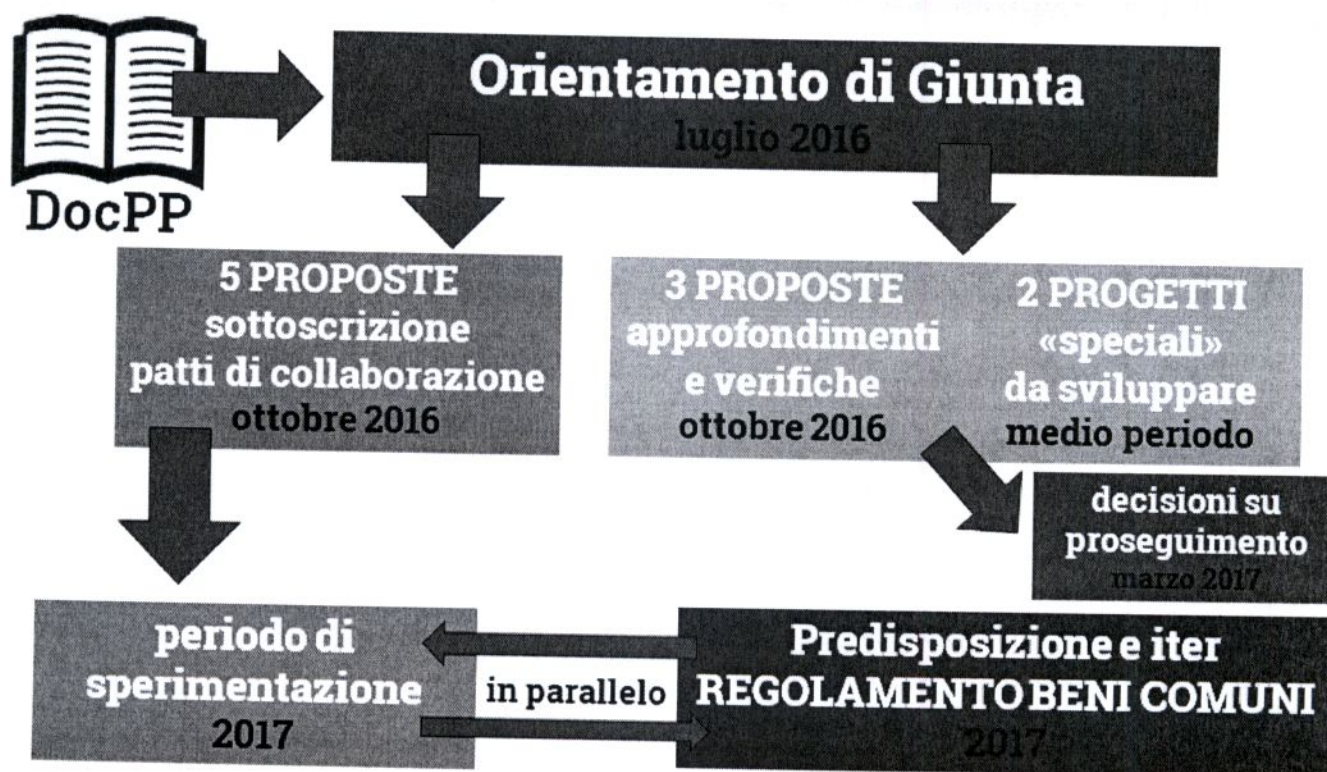 DocPP
Orientamento di Giunta
luglio 2016
5 PROPOSTE
sottoscrizione
patti di collaborazione
ottobre 2016
3 PROPOSTE
approfondimenti
e verifiche
ottobre 2016
2 PROGETTI
«speciali»
da sviluppare
medio periodo
decisioni su
proseguimento
marzo 2017
periodo di
sperimentazione
2017
in parallelo
Predisposizione e iter
REGOLAMENTO BENI COMUNI
2017